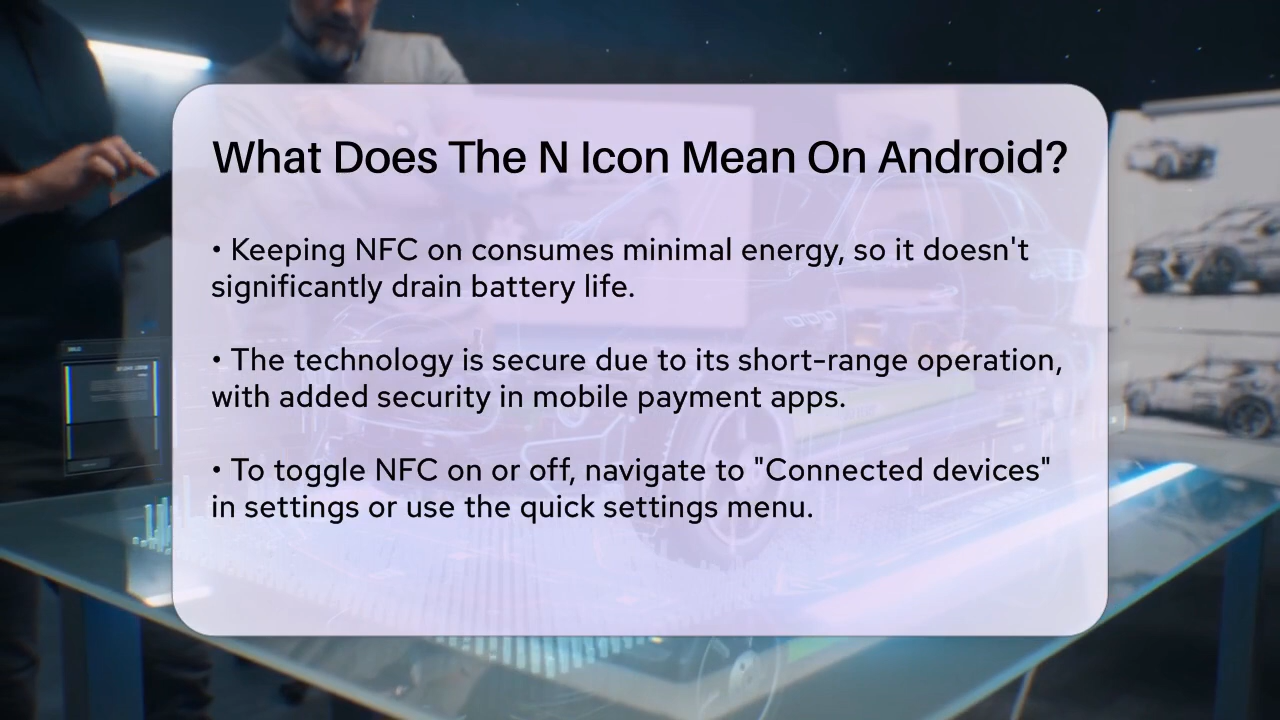 What Does The N Icon Mean On Android?
• Keeping NFC on consumes minimal energy, so it doesn't
significantly drain battery life.
• The technology is secure due to its short-range operation,
with added security in mobile payment apps.
• To toggle NFC on or off, navigate to "Connected devices"
in settings or use the quick settings menu.